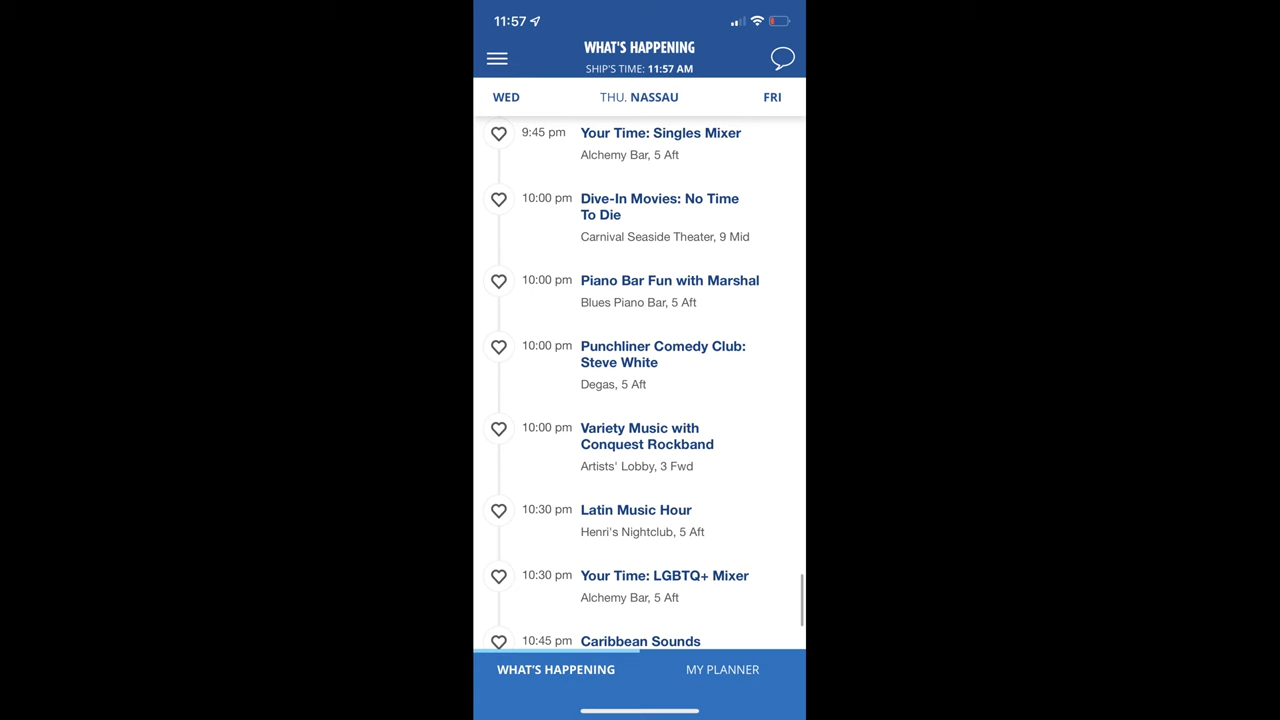 11:57
WHAT'S HAPPENING
SHIP'S TIME: 11:57 AM
WED
THU. NASSAU
FRI
9:45 pm
Your Time: Singles Mixer
Alchemy Bar, 5 Aft
10:00 pm
Dive-In Movies: No Time
To Die
Carnival Seaside Theater, 9 Mid
10:00 pm
Piano Bar Fun with Marshal
Blues Piano Bar, 5 Aft
10:00 pm
Punchliner Comedy Club:
Steve White
Degas, 5 Aft
10:00 pm
Variety Music with
Conquest Rockband
Artists' Lobby, 3 Fwd
10:30 pm
Latin Music Hour
Henri's Nightclub, 5 Aft
10:30 pm
Your Time: LGBTQ+ Mixer
Alchemy Bar, 5 Aft
10:45 pm
Caribbean Sounds
WHAT'S HAPPENING
MY PLANNER